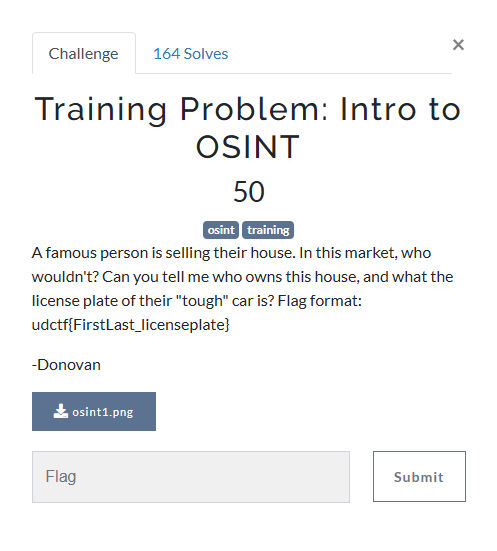 Challenge
164 Solves
×
Training Problem: Intro to
OSINT
50
osint training
A famous person is selling their house. In this market, who
wouldn't? Can you tell me who owns this house, and what the
license plate of their "tough" car is? Flag format:
udctf{FirstLast_licenseplate}
-Donovan
osint1.png
Flag
Submit